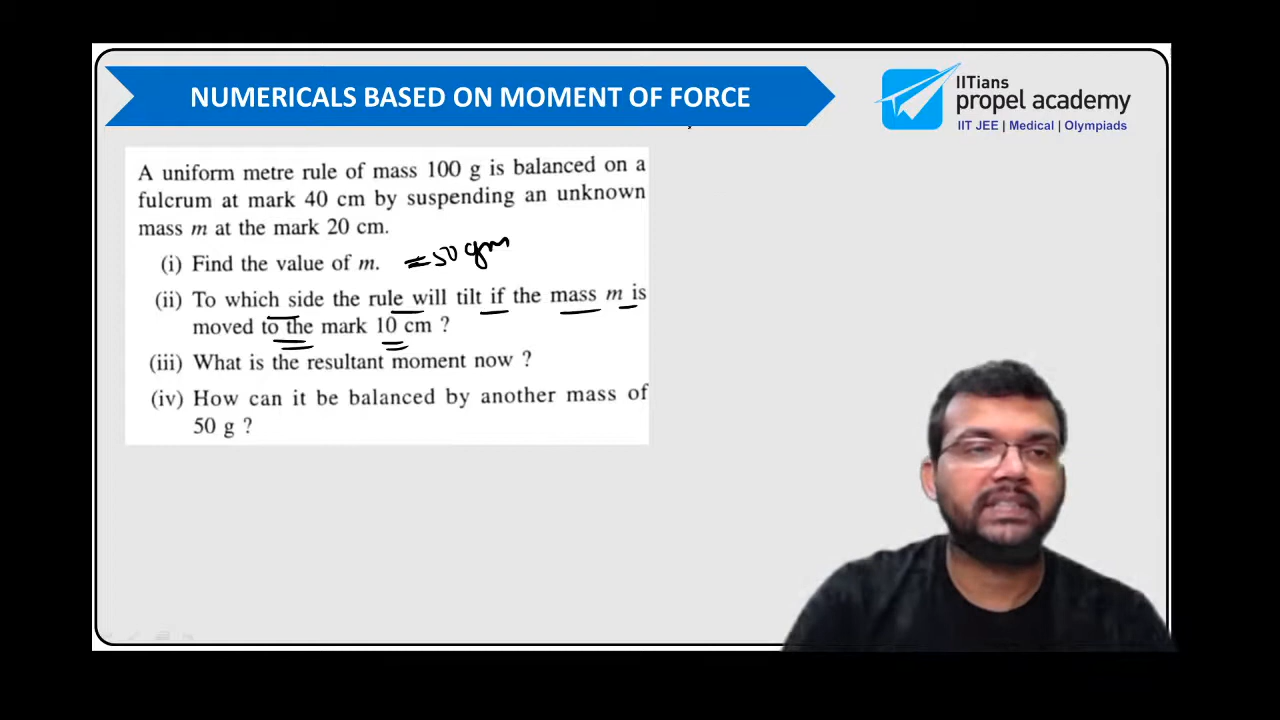 NUMERICALS BASED ON MOMENT OF FORCE
IITians
propel academy
IIT JEE | Medical | Olympiads
A uniform metre rule of mass 100 g is balanced on a
fulcrum at mark 40 cm by suspending an unknown
mass m at the mark 20 cm.
(i) Find the value of m. = 50 gm
(ii) To which side the rule will tilt if the mass m is
moved to the mark 10 cm ?
(iii) What is the resultant moment now ?
(iv) How can it be balanced by another mass of
50 g ?